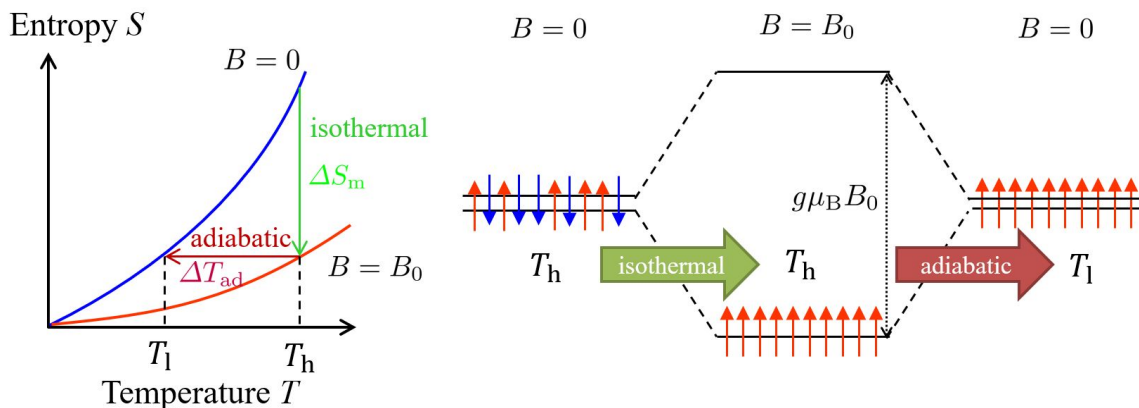 Entropy S
B = 0
isothermal
ΔS_m
adiabatic
ΔT_ad
B = B_0
T_l
T_h
Temperature T
B = 0
B = B_0
B = 0
gμ_B B_0
T_h
isothermal
T_h
adiabatic
T_l